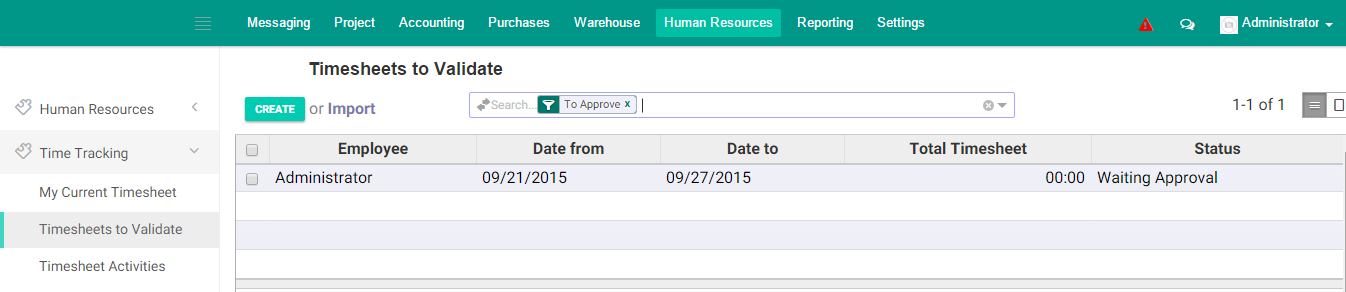 Messaging Project Accounting Purchases Warehouse Human Resources Reporting Settings Administrator
Timesheets to Validate
Human Resources
CREATE or Import Search... To Approve x 1-1 of 1
Employee Date from Date to Total Timesheet Status
Time Tracking
Administrator 09/21/2015 09/27/2015 00:00 Waiting Approval
My Current Timesheet
Timesheets to Validate
Timesheet Activities